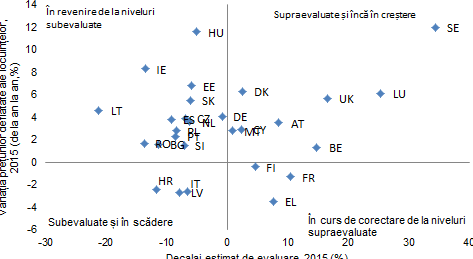 În revenire de la niveluri
subevaluate
Supraevaluate și încă în creștere
Variația prețurilor deflatate ale locuințelor,
2015 (de la an la an,%)
14
12
10
8
6
4
2
0
-2
-4
-6
SE
HU
IE
EE
SK
DK
LU
UK
LT
ES
CZ
NL
DE
AT
PL
PT
MT
CY
RO
BG
SI
BE
FI
FR
HR
IT
LV
EL
Subevaluate și în scădere
În curs de corectare de la niveluri
supraevaluate
-30
-20
-10
0
10
20
30
40
Decalaj estimat de evaluare, 2015 (%)